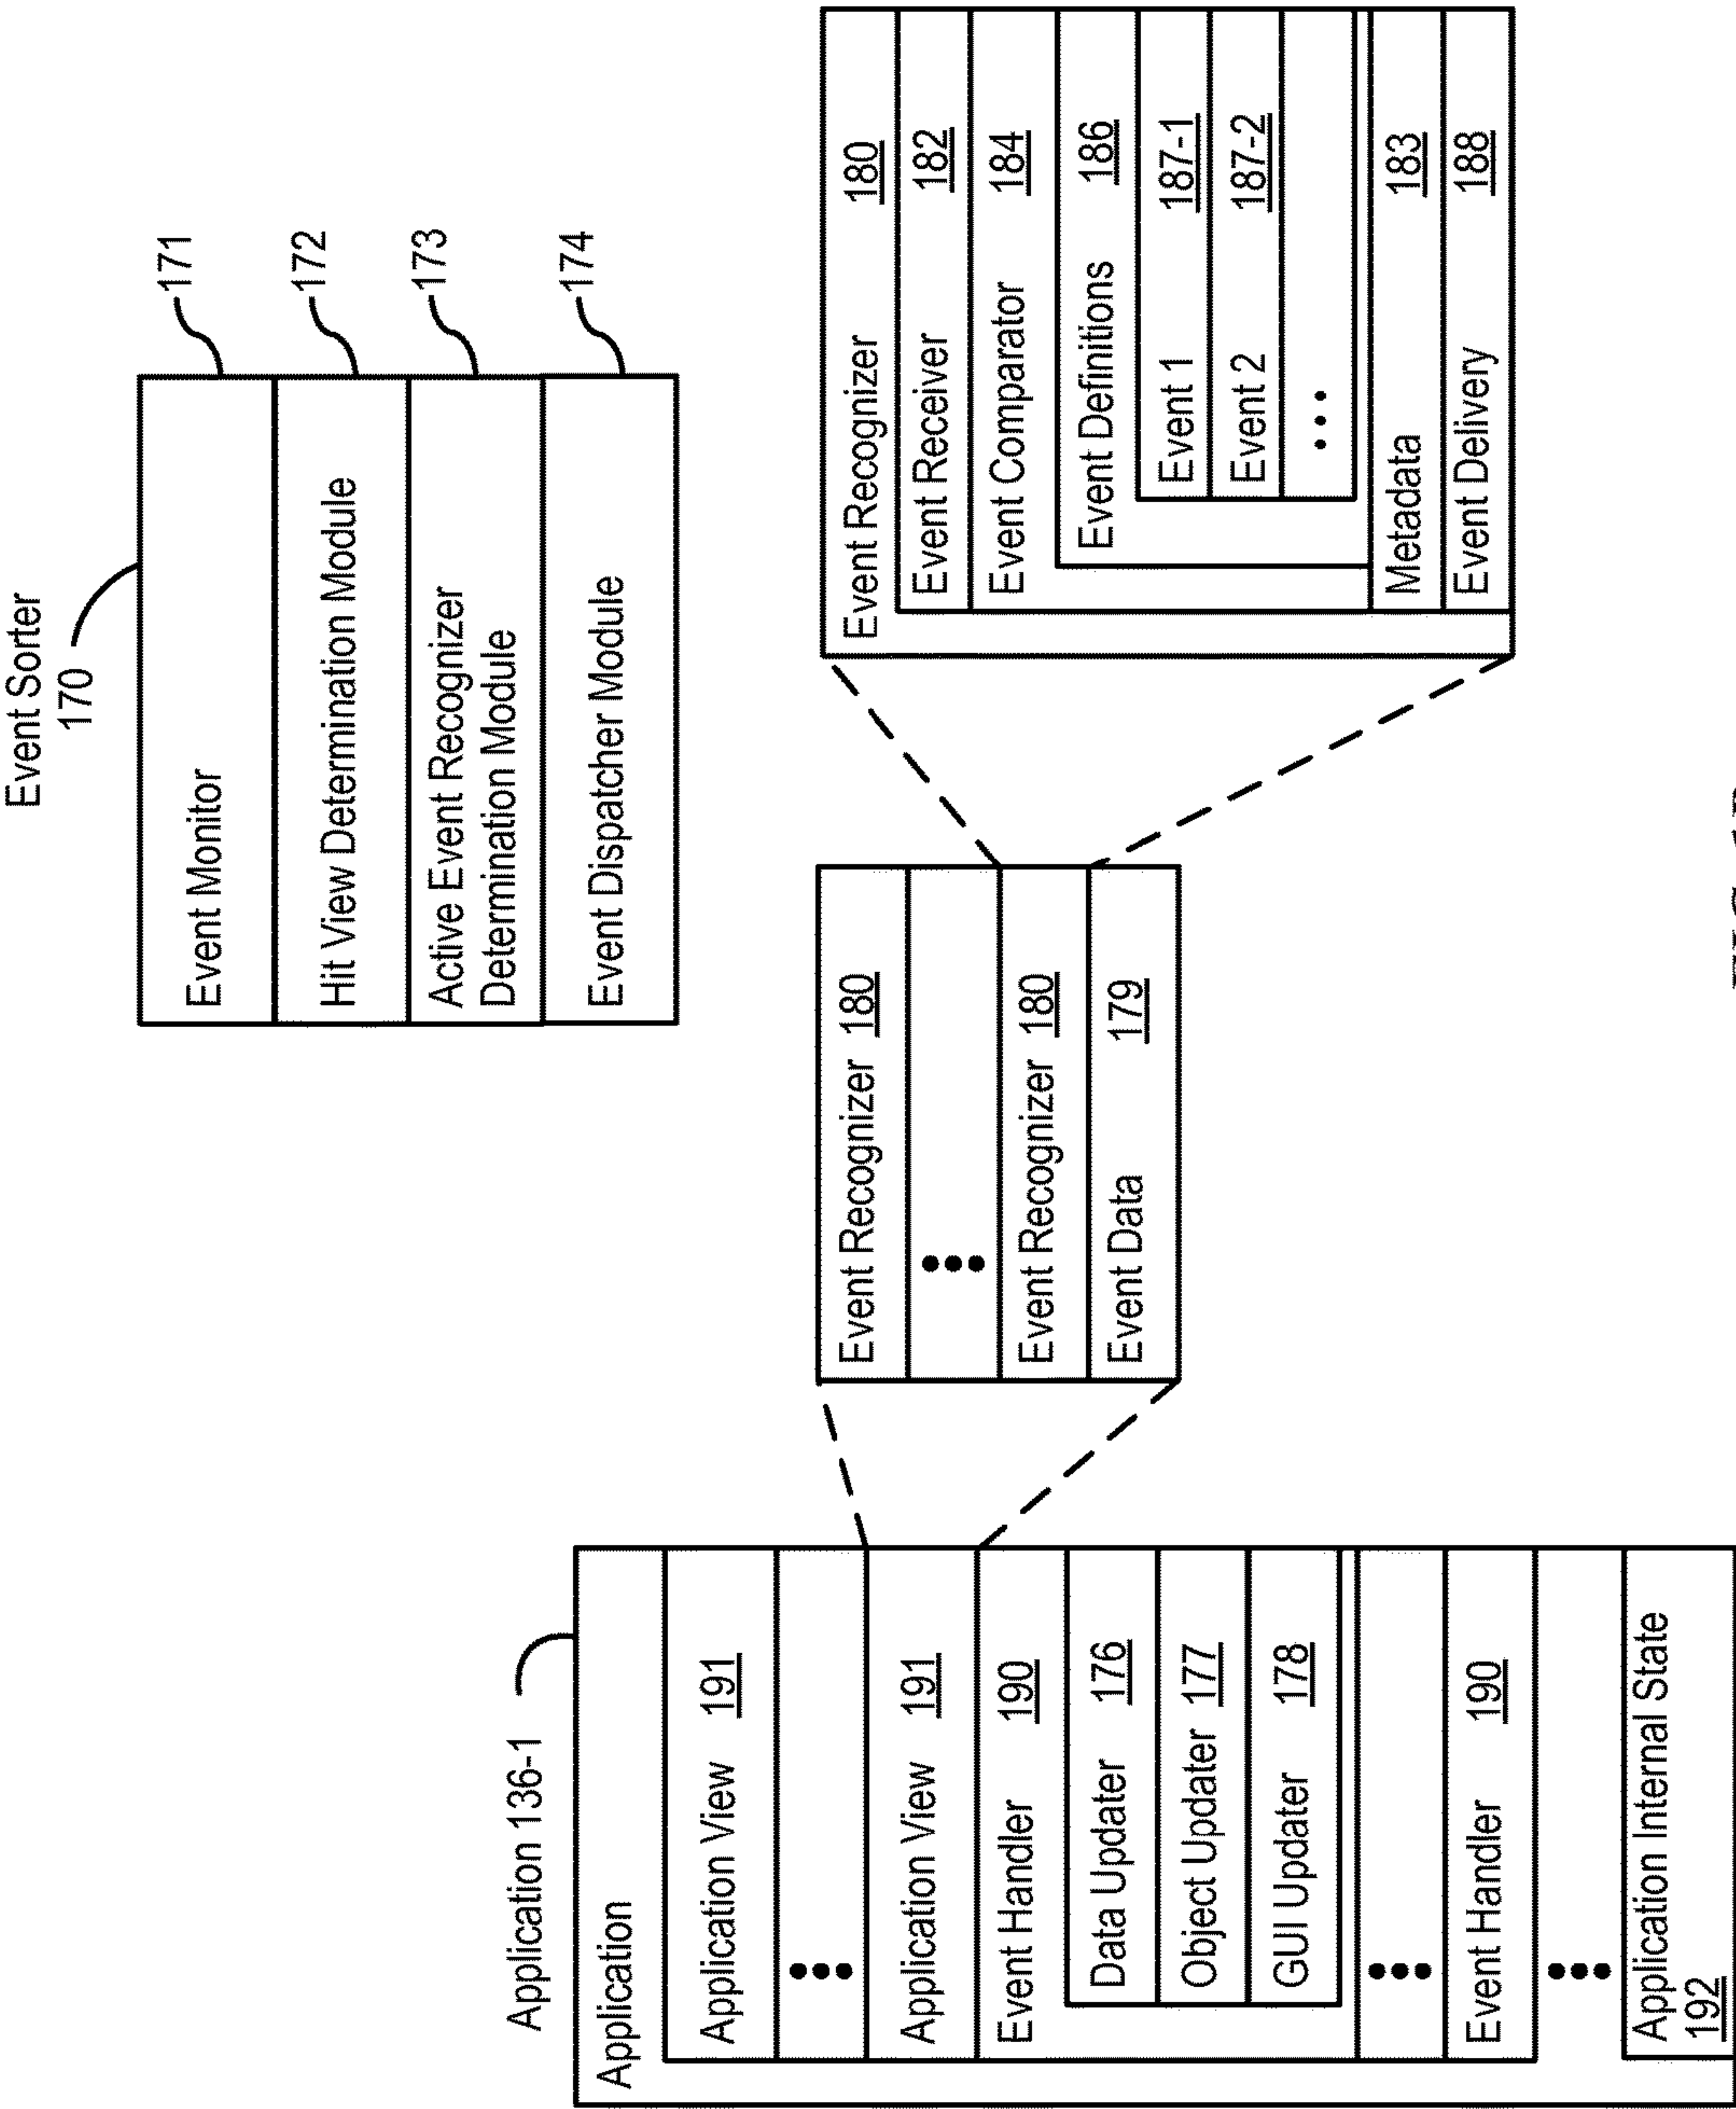 Event Sorter
170
Event Monitor
171
Hit View Determination Module
172
Active Event Recognizer
Determination Module
173
Event Dispatcher Module
174
Application 136-1
Application
Application View 191
•••
Application View 191
Event Handler 190
Data Updater 176
Object Updater 177
GUI Updater 178
•••
Event Handler 190
•••
Application Internal State
192
Event Recognizer 180
•••
Event Recognizer 180
Event Data 179
Event Recognizer 180
Event Receiver 182
Event Comparator 184
Event Definitions 186
Event 1 187-1
Event 2 187-2
•••
Metadata 183
Event Delivery 188